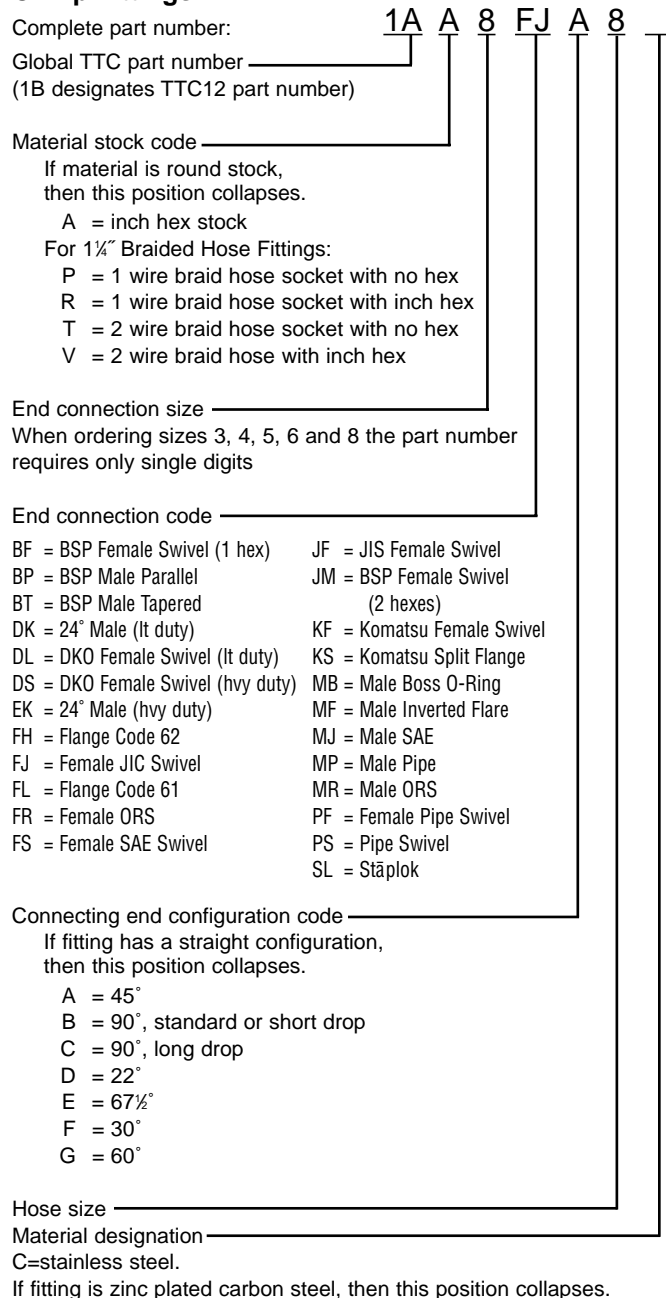 Complete part number: 1A A 8 FJ A 8
Global TTC part number
(1B designates TTC12 part number)
Material stock code
If material is round stock,
then this position collapses.
A = inch hex stock
For 1¼″ Braided Hose Fittings:
P = 1 wire braid hose socket with no hex
R = 1 wire braid hose socket with inch hex
T = 2 wire braid hose socket with no hex
V = 2 wire braid hose with inch hex
End connection size
When ordering sizes 3, 4, 5, 6 and 8 the part number
requires only single digits
End connection code
BF = BSP Female Swivel (1 hex)
BP = BSP Male Parallel
BT = BSP Male Tapered
DK = 24˚ Male (lt duty)
DL = DKO Female Swivel (lt duty)
DS = DKO Female Swivel (hvy duty)
EK = 24˚ Male (hvy duty)
FH = Flange Code 62
FJ = Female JIC Swivel
FL = Flange Code 61
FR = Female ORS
FS = Female SAE Swivel
JF = JIS Female Swivel
JM = BSP Female Swivel
(2 hexes)
KF = Komatsu Female Swivel
KS = Komatsu Split Flange
MB = Male Boss O-Ring
MF = Male Inverted Flare
MJ = Male SAE
MP = Male Pipe
MR = Male ORS
PF = Female Pipe Swivel
PS = Pipe Swivel
SL = Stāplok
Connecting end configuration code
If fitting has a straight configuration,
then this position collapses.
A = 45˚
B = 90˚, standard or short drop
C = 90˚, long drop
D = 22˚
E = 67½˚
F = 30˚
G = 60˚
Hose size
Material designation
C=stainless steel.
If fitting is zinc plated carbon steel, then this position collapses.